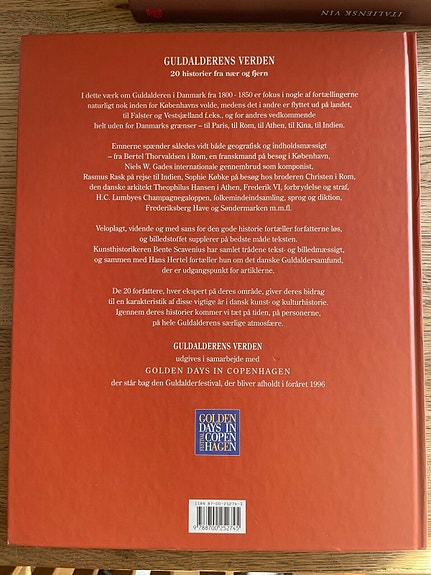 ITALIENSK VIN
GULDALDERENS VERDEN
20 historier fra nær og fjern
I dette værk om Guldalderen i Danmark fra 1800 - 1850 er fokus i nogle af fortællingerne
naturligt nok inden for Københavns volde, medens det i andre er flyttet ud på landet,
til Falster og Vestsjælland f.eks., og for andres vedkommende
helt uden for Danmarks grænser – til Paris, til Rom, til Athen, til Kina, til Indien.
Emnerne spænder således vidt både geografisk og indholdsmæssigt
– fra Bertel Thorvaldsen i Rom, en franskmand på besøg i København,
Niels W. Gades internationale gennembrud som komponist,
Rasmus Rask på rejse til Indien, Sophie Købke på besøg hos broderen Christen i Rom,
den danske arkitekt Theophilus Hansen i Athen, Frederik VI, forbrydelse og straf,
H.C. Lumbyes Champagnegaloppen, folkemindeindsamling, sprog og diktion,
Frederiksberg Have og Søndermarken m.m.fl.
Veloplagt, vidende og med sans for den gode historie fortæller forfatterne løs,
og billedstoffet supplerer på bedste måde teksten.
Kunsthistorikeren Bente Scavenius har samlet trådene tekst- og billedmæssigt,
og sammen med Hans Hertel fortæller hun om det danske Guldaldersamfund,
der er udgangspunkt for artiklerne.
De 20 forfattere, hver ekspert på deres område, giver deres bidrag
til en karakteristik af disse vigtige år i dansk kunst- og kulturhistorie.
Igennem deres historier kommer vi tæt på tiden, på personerne,
på hele Guldalderens særlige atmosfære.
GULDALDERENS VERDEN
udgives i samarbejde med
GOLDEN DAYS IN COPENHAGEN
der står bag den Guldalderfestival, der bliver afholdt i foråret 1996
GOLDEN
DAYS IN
COPEN
HAGEN
FESTIVAL
ISBN 87-00-25274-5
9788700252745